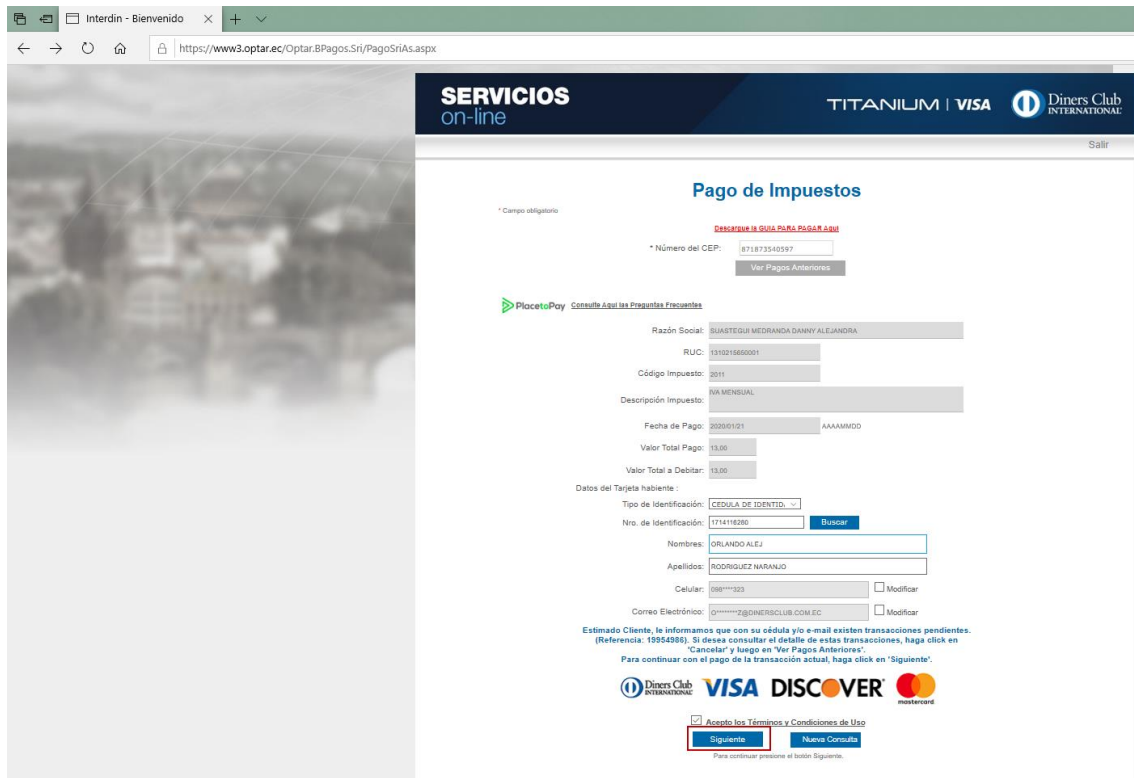 Interdin - Bienvenido
https://www3.optar.ec/Optar.BPagos.Sri/PagoSriAs.aspx
SERVICIOS
on-line
TITANIUM | VISA
Diners Club
INTERNATIONAL
Salir
Pago de Impuestos
* Campo obligatorio
Descargue la GUIA PARA PAGAR Aquí
* Número del CEP: 871873540597
Ver Pagos Anteriores
PlacetoPay Consulte Aquí las Preguntas Frecuentes
Razón Social: SUASTEGUI MEDRANDA DANNY ALEJANDRA
RUC: 1310215650001
Código Impuesto: 2011
Descripción Impuesto: IVA MENSUAL
Fecha de Pago: 2020/01/21 AAAAMMDD
Valor Total Pago: 13,00
Valor Total a Debitar: 13,00
Datos del Tarjeta habiente :
Tipo de Identificación: CEDULA DE IDENTID
Nro. de Identificación: 1714116260 Buscar
Nombres: ORLANDO ALEJ
Apellidos: RODRIGUEZ NARANJO
Celular: 098****323 Modificar
Correo Electrónico: O********Z@DINERSCLUB.COM.EC Modificar
Estimado Cliente, le informamos que con su cédula y/o e-mail existen transacciones pendientes.
(Referencia: 19954986). Si desea consultar el detalle de estas transacciones, haga click en
'Cancelar' y luego en 'Ver Pagos Anteriores'.
Para continuar con el pago de la transacción actual, haga click en 'Siguiente'.
Diners Club INTERNATIONAL VISA DISCOVER mastercard
Acepto los Términos y Condiciones de Uso
Siguiente Nueva Consulta
Para continuar presione el botón Siguiente.